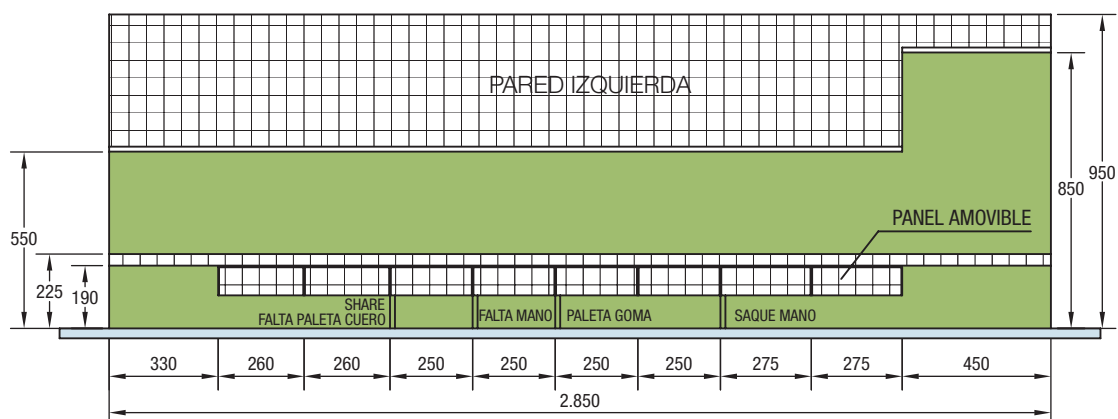 PARED IZQUIERDA
950
850
PANEL AMOVIBLE
550
225
190
SHARE
FALTA PALETA CUERO
FALTA MANO
PALETA GOMA
SAQUE MANO
330 260 260 250 250 250 250 275 275 450
2.850